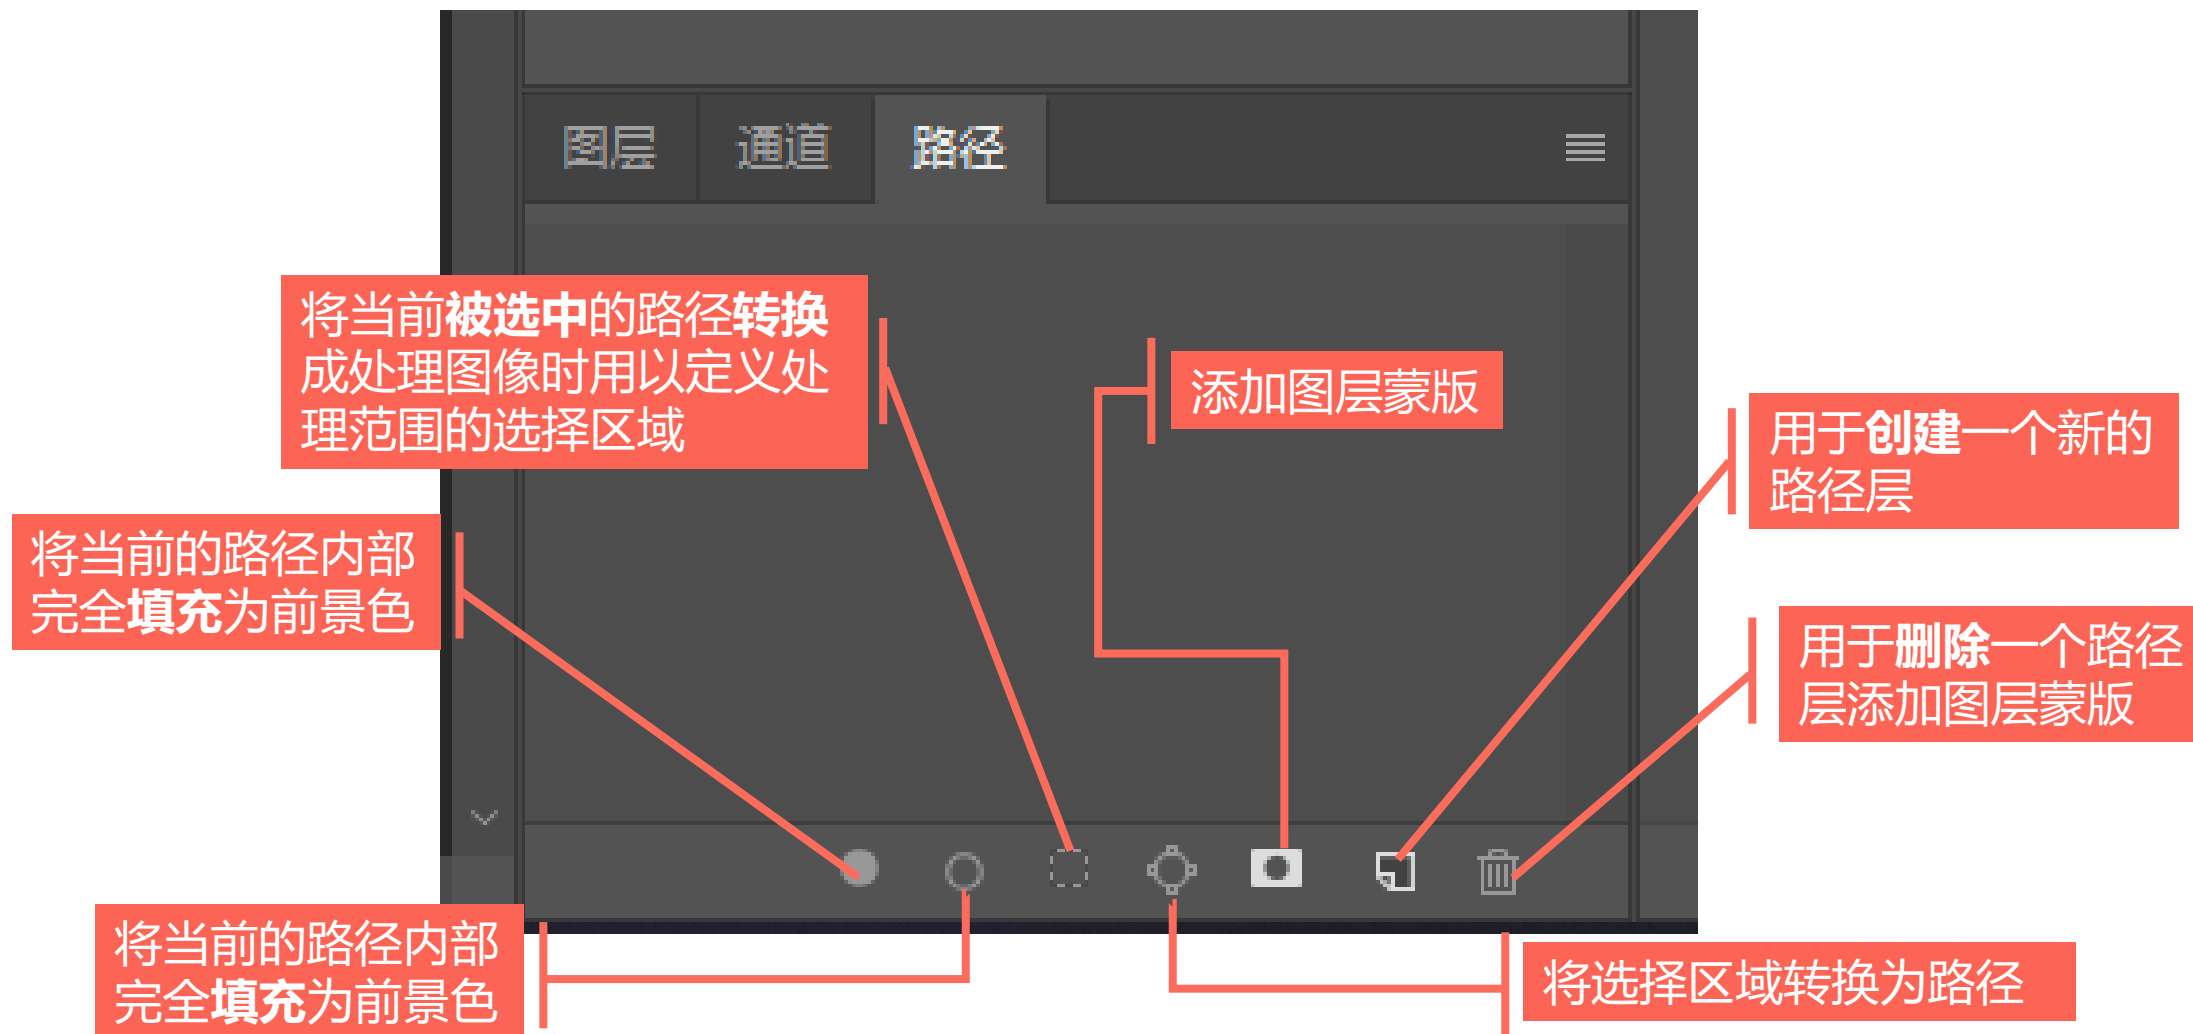 图层
通道
路径
将当前被选中的路径转换
成处理图像时用以定义处
理范围的选择区域
添加图层蒙版
用于创建一个新的
路径层
将当前的路径内部
完全填充为前景色
用于删除一个路径
层添加图层蒙版
将当前的路径内部
完全填充为前景色
将选择区域转换为路径